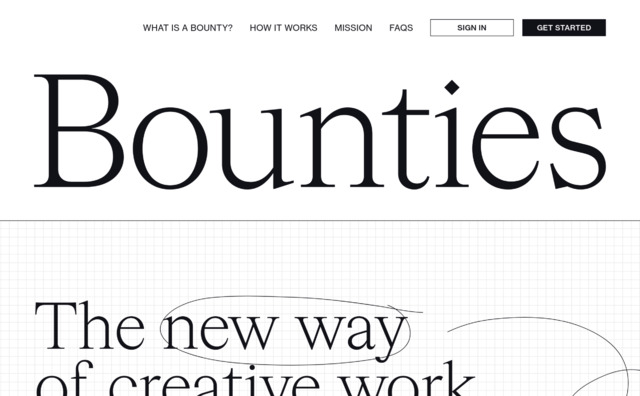 WHAT IS A BOUNTY? HOW IT WORKS MISSION FAQS SIGN IN GET STARTED
Bounties
The new way
of creative work